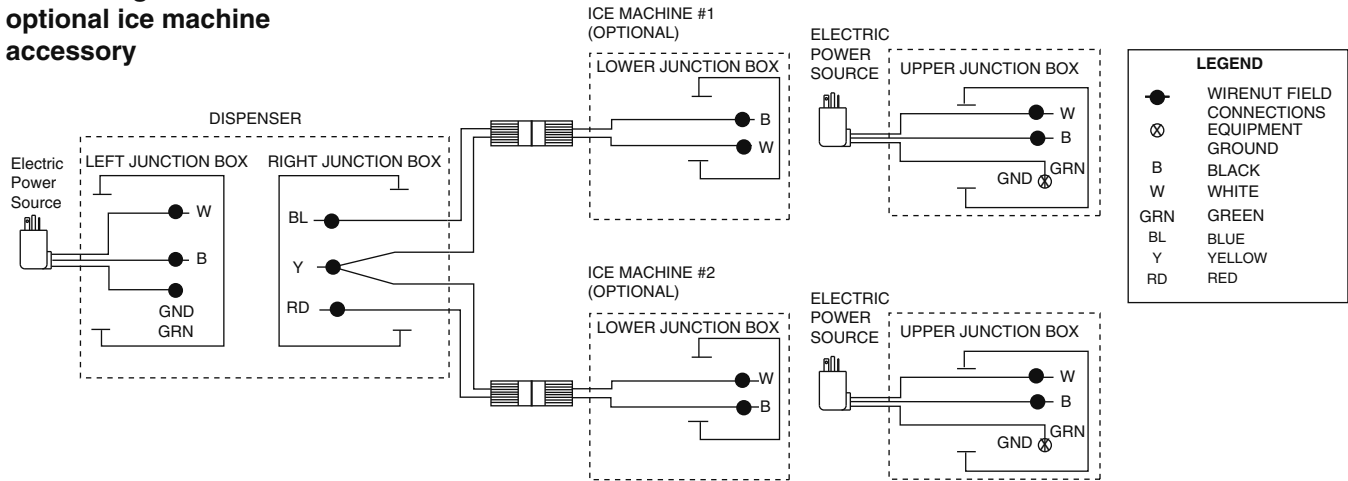 optional ice machine
accessory
ICE MACHINE #1
(OPTIONAL)
LOWER JUNCTION BOX
B
W
ELECTRIC
POWER
SOURCE
UPPER JUNCTION BOX
W
B
GRN
GND
LEGEND
WIRENUT FIELD
CONNECTIONS
EQUIPMENT
GROUND
B BLACK
W WHITE
GRN GREEN
BL BLUE
Y YELLOW
RD RED
DISPENSER
Electric
Power
Source
LEFT JUNCTION BOX
W
B
GND
GRN
RIGHT JUNCTION BOX
BL
Y
RD
ICE MACHINE #2
(OPTIONAL)
LOWER JUNCTION BOX
W
B
ELECTRIC
POWER
SOURCE
UPPER JUNCTION BOX
W
B
GRN
GND